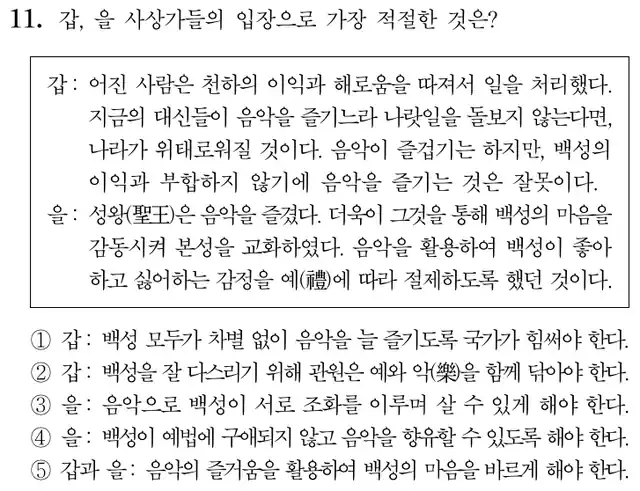 11. 갑, 을 사상가들의 입장으로 가장 적절한 것은?
갑: 어진 사람은 천하의 이익과 해로움을 따져서 일을 처리했다.
지금의 대신들이 음악을 즐기느라 나랏일을 돌보지 않는다면,
나라가 위태로워질 것이다. 음악이 즐겁기는 하지만, 백성의
이익과 부합하지 않기에 음악을 즐기는 것은 잘못이다.
을: 성왕(聖王)은 음악을 즐겼다. 더욱이 그것을 통해 백성의 마음을
감동시켜 본성을 교화하였다. 음악을 활용하여 백성이 좋아
하고 싫어하는 감정을 예(禮)에 따라 절제하도록 했던 것이다.
① 갑: 백성 모두가 차별 없이 음악을 늘 즐기도록 국가가 힘써야 한다.
② 갑: 백성을 잘 다스리기 위해 관원은 예와 악(樂)을 함께 닦아야 한다.
③ 을: 음악으로 백성이 서로 조화를 이루며 살 수 있게 해야 한다.
④ 을: 백성이 예법에 구애되지 않고 음악을 향유할 수 있도록 해야 한다.
⑤ 갑과 을: 음악의 즐거움을 활용하여 백성의 마음을 바르게 해야 한다.